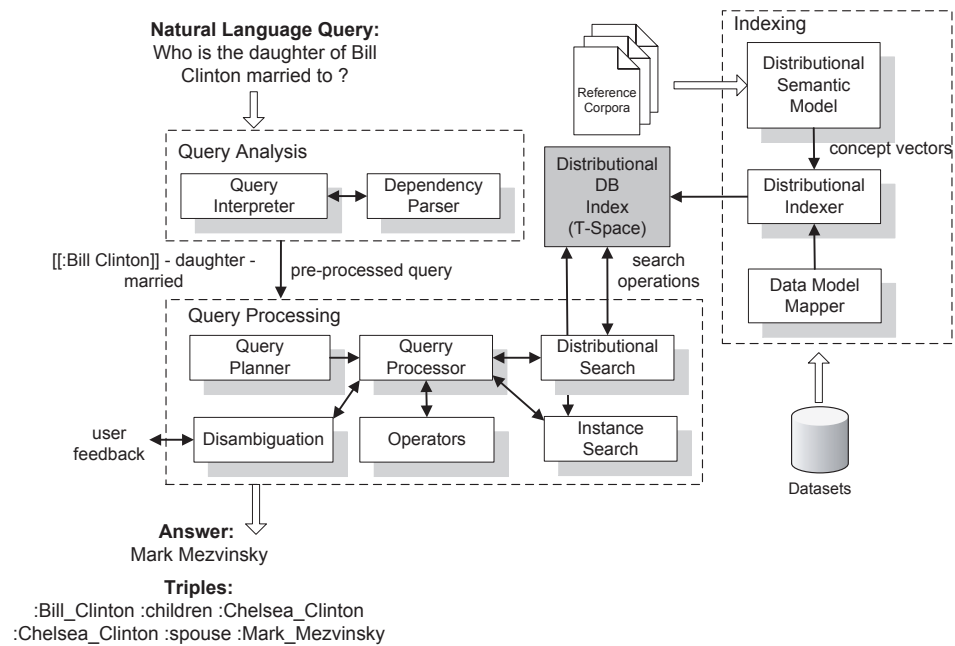 Natural Language Query:
Who is the daughter of Bill
Clinton married to ?
Query Analysis
Query
Interpreter
Dependency
Parser
[[:Bill Clinton]] - daughter -
married
pre-processed query
Query Processing
Query
Planner
Querry
Processor
Distributional
Search
user
feedback
Disambiguation
Operators
Instance
Search
Answer:
Mark Mezvinsky
Triples:
:Bill_Clinton :children :Chelsea_Clinton
:Chelsea_Clinton :spouse :Mark_Mezvinsky
Reference
Corpora
Distributional
DB
Index
(T-Space)
search
operations
Indexing
Distributional
Semantic
Model
concept vectors
Distributional
Indexer
Data Model
Mapper
Datasets